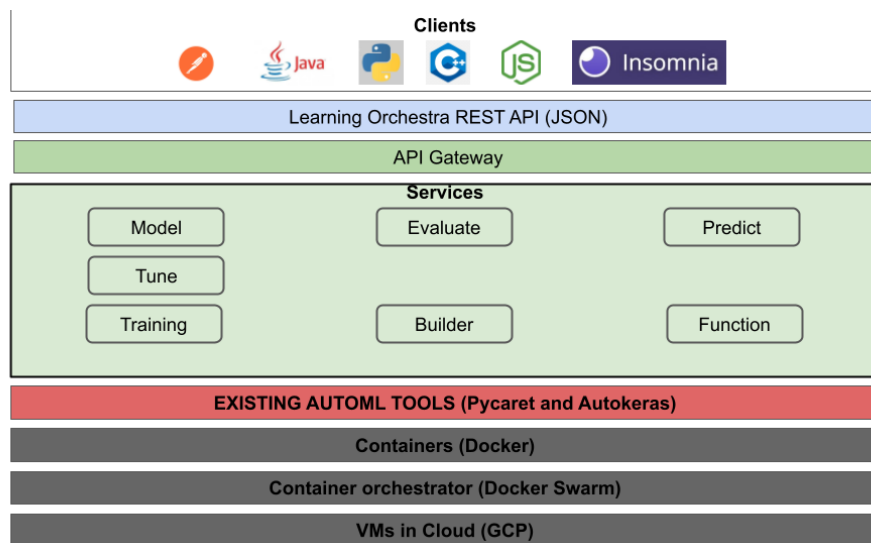 Clients
Java
JS
Insomnia
Learning Orchestra REST API (JSON)
API Gateway
Services
Model
Evaluate
Predict
Tune
Training
Builder
Function
EXISTING AUTOML TOOLS (Pycaret and Autokeras)
Containers (Docker)
Container orchestrator (Docker Swarm)
VMs in Cloud (GCP)